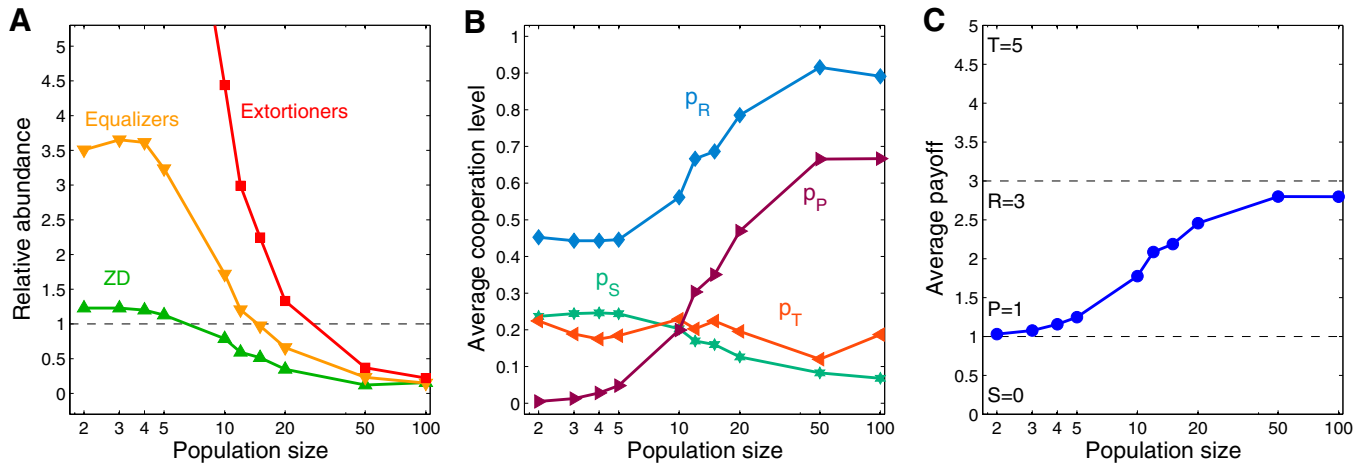 A
Relative abundance
5
4.5
4
3.5
3
2.5
2
1.5
1
0.5
0
Equalizers
Extortioners
ZD
2 3 4 5 10 20 50 100
Population size
B
Average cooperation level
1
0.9
0.8
0.7
0.6
0.5
0.4
0.3
0.2
0.1
0
pR
pP
pS
pT
2 3 4 5 10 20 50 100
Population size
C
Average payoff
5
4.5
4
3.5
3
2.5
2
1.5
1
0.5
0
T=5
R=3
P=1
S=0
2 3 4 5 10 20 50 100
Population size